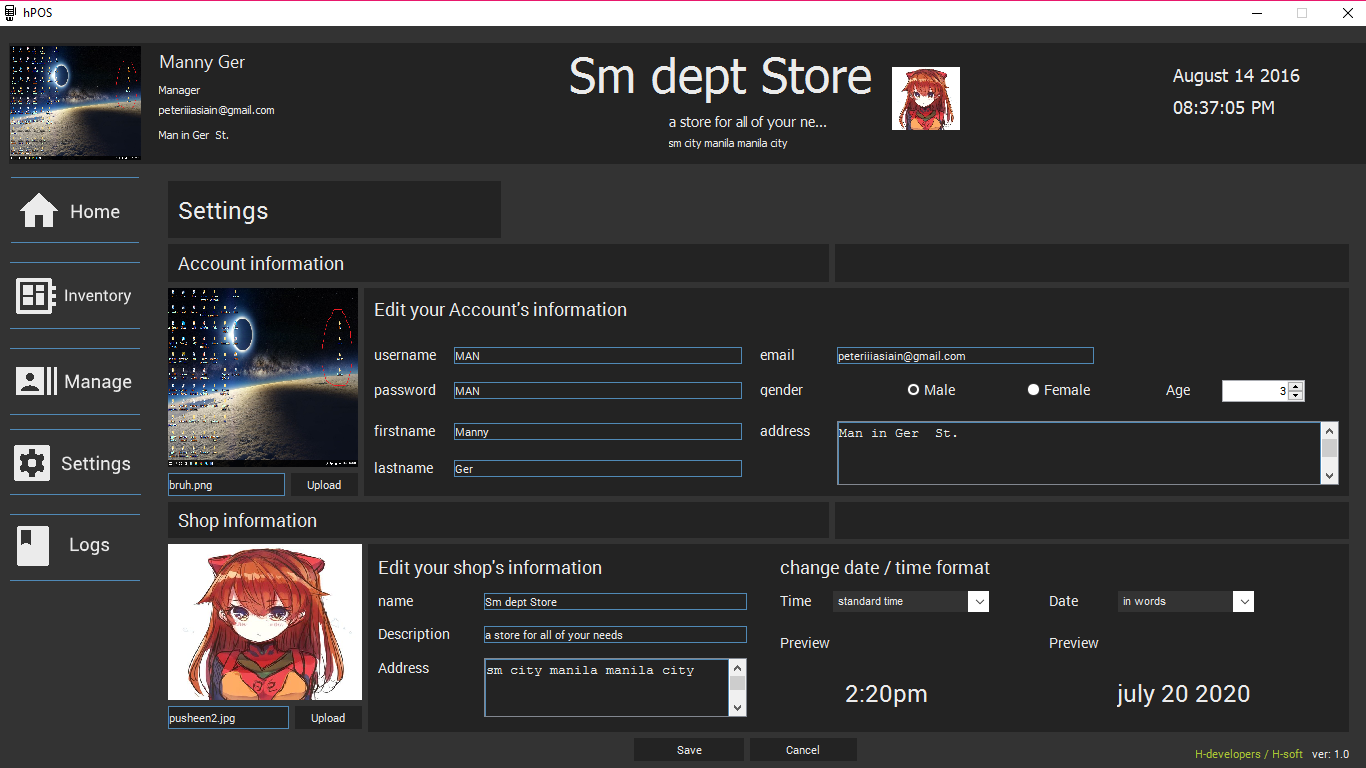 hPOS
Manny Ger
Manager
peteriiiasiain@gmail.com
Man in Ger  St.
Sm dept Store
a store for all of your ne...
sm city manila manila city
August 14 2016
08:37:05 PM
Home
Inventory
Manage
Settings
Logs
Settings
Account information
bruh.png
Upload
Edit your Account's information
username MAN
password MAN
firstname Manny
lastname Ger
email peteriiiasiain@gmail.com
gender Male Female Age 3
address Man in Ger  St.
Shop information
pusheen2.jpg
Upload
Edit your shop's information
name Sm dept Store
Description a store for all of your needs
Address sm city manila manila city
change date / time format
Time standard time Date in words
Preview Preview
2:20pm july 20 2020
Save Cancel
H-developers / H-soft ver: 1.0